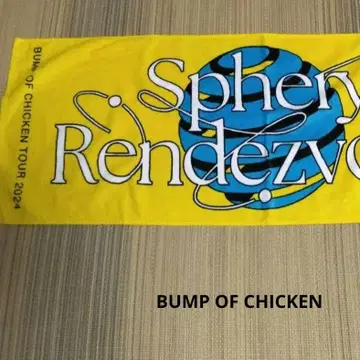 BUMP OF CHICKEN TOUR 2024
Sphery
Rendezvo
BUMP OF CHICKEN